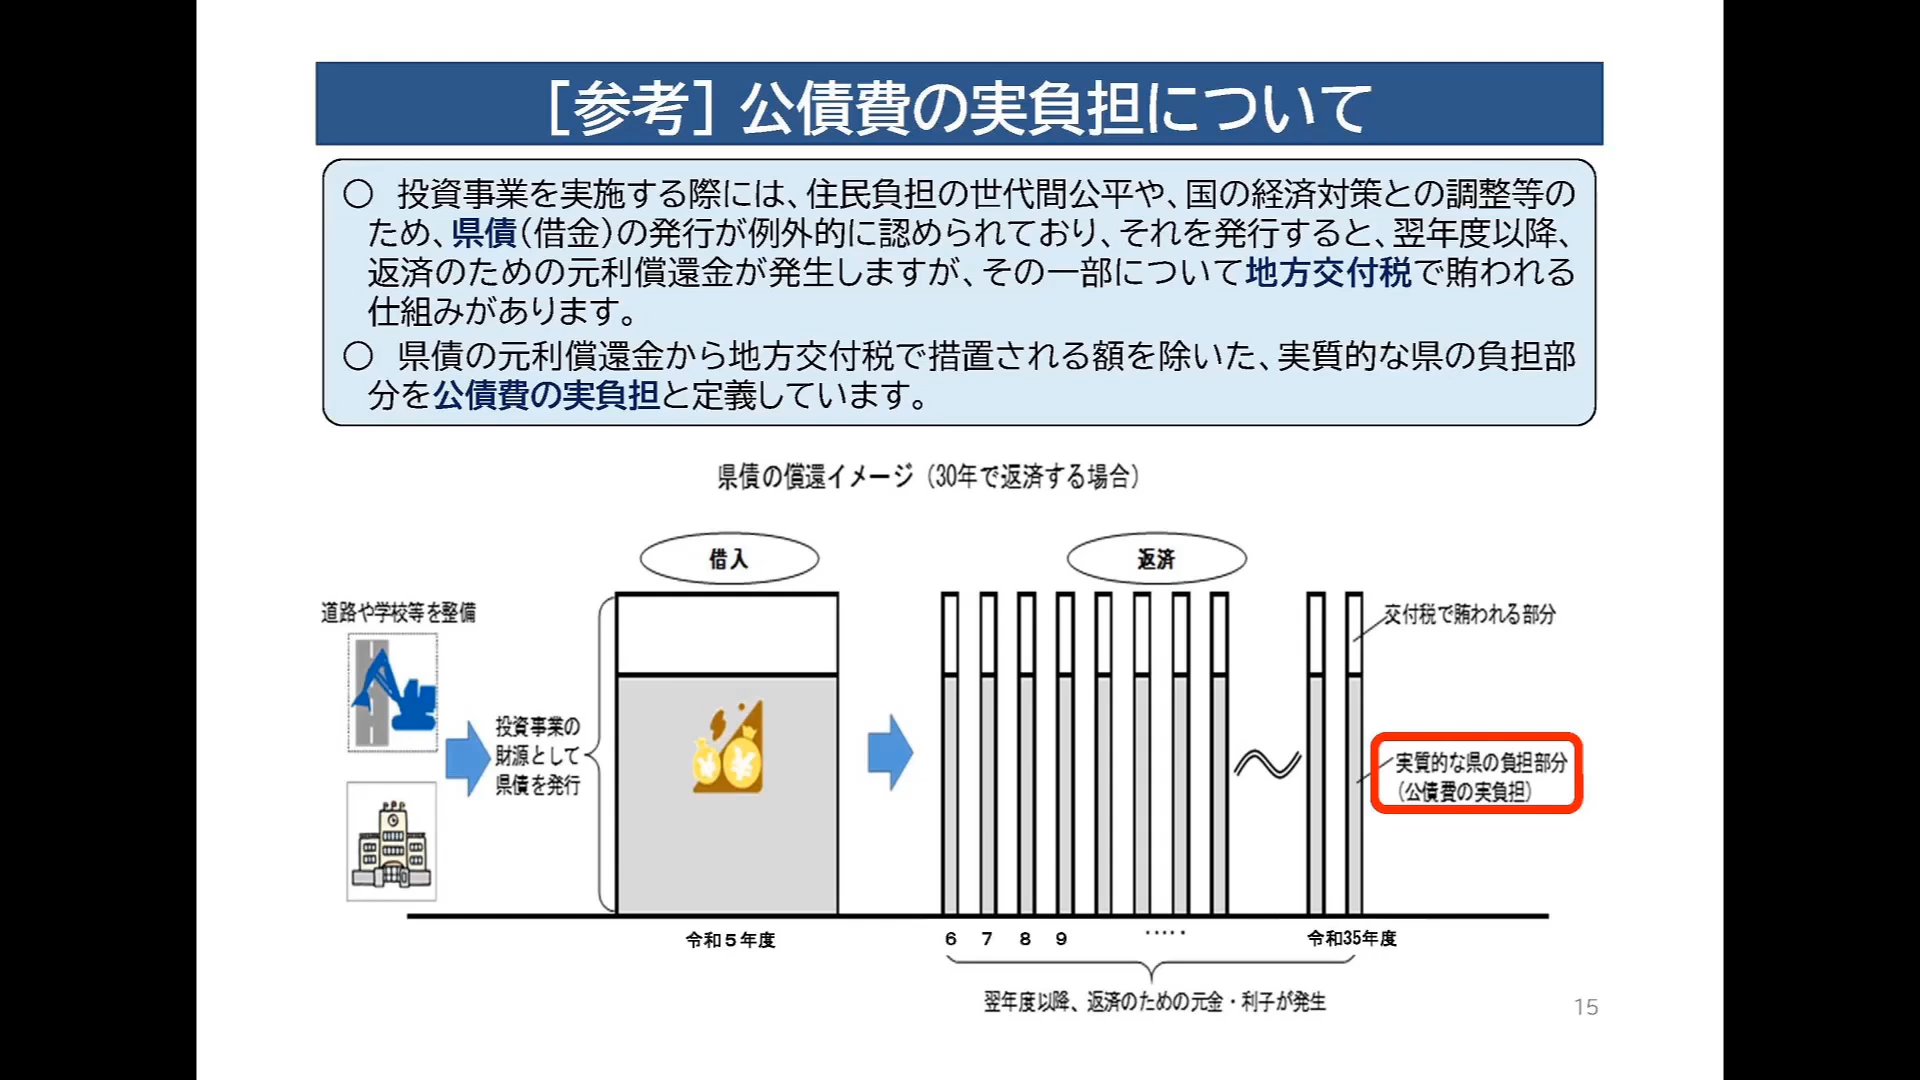 ［参考］公債費の実負担について
○　投資事業を実施する際には、住民負担の世代間公平や、国の経済対策との調整等の
ため、県債（借金）の発行が例外的に認められており、それを発行すると、翌年度以降、
返済のための元利償還金が発生しますが、その一部について地方交付税で賄われる
仕組みがあります。
○　県債の元利償還金から地方交付税で措置される額を除いた、実質的な県の負担部
分を公債費の実負担と定義しています。
県債の償還イメージ（30年で返済する場合）
借入
返済
道路や学校等を整備
交付税で賄われる部分
投資事業の
財源として
県債を発行
¥ ¥
実質的な県の負担部分
（公債費の実負担）
令和５年度
6 7 8 9 ‥‥‥ 令和35年度
翌年度以降、返済のための元金・利子が発生
15